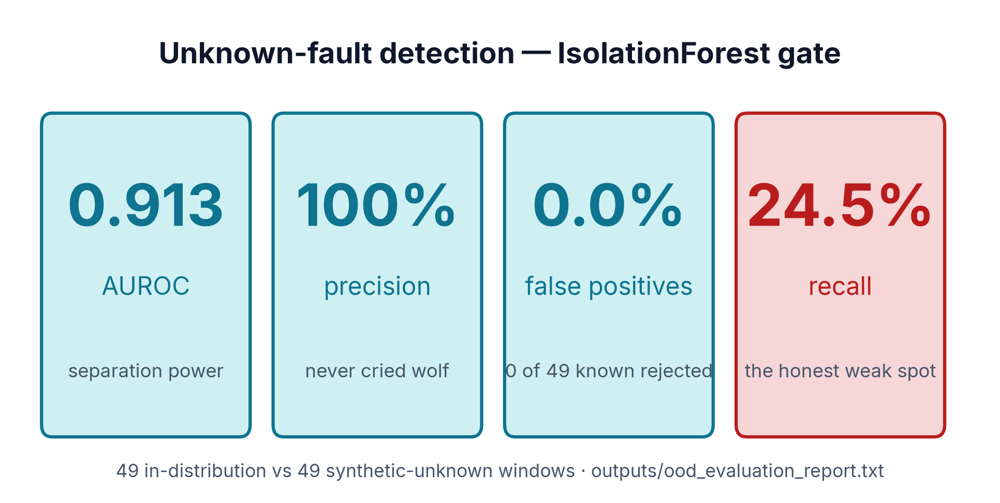 Unknown-fault detection — IsolationForest gate
0.913
AUROC
separation power
100%
precision
never cried wolf
0.0%
false positives
0 of 49 known rejected
24.5%
recall
the honest weak spot
49 in-distribution vs 49 synthetic-unknown windows · outputs/ood_evaluation_report.txt